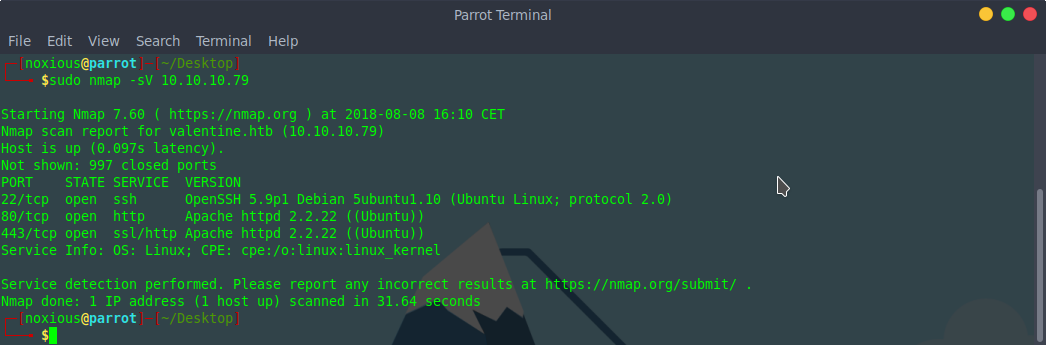 Parrot Terminal
File Edit View Search Terminal Help
[noxious@parrot] [~/Desktop]
$sudo nmap -sV 10.10.10.79
Starting Nmap 7.60 ( https://nmap.org ) at 2018-08-08 16:10 CET
Nmap scan report for valentine.htb (10.10.10.79)
Host is up (0.097s latency).
Not shown: 997 closed ports
PORT    STATE SERVICE  VERSION
22/tcp  open  ssh      OpenSSH 5.9p1 Debian 5ubuntu1.10 (Ubuntu Linux; protocol 2.0)
80/tcp  open  http     Apache httpd 2.2.22 ((Ubuntu))
443/tcp open  ssl/http Apache httpd 2.2.22 ((Ubuntu))
Service Info: OS: Linux; CPE: cpe:/o:linux:linux_kernel
Service detection performed. Please report any incorrect results at https://nmap.org/submit/ .
Nmap done: 1 IP address (1 host up) scanned in 31.64 seconds
[noxious@parrot]-[~/Desktop]
$